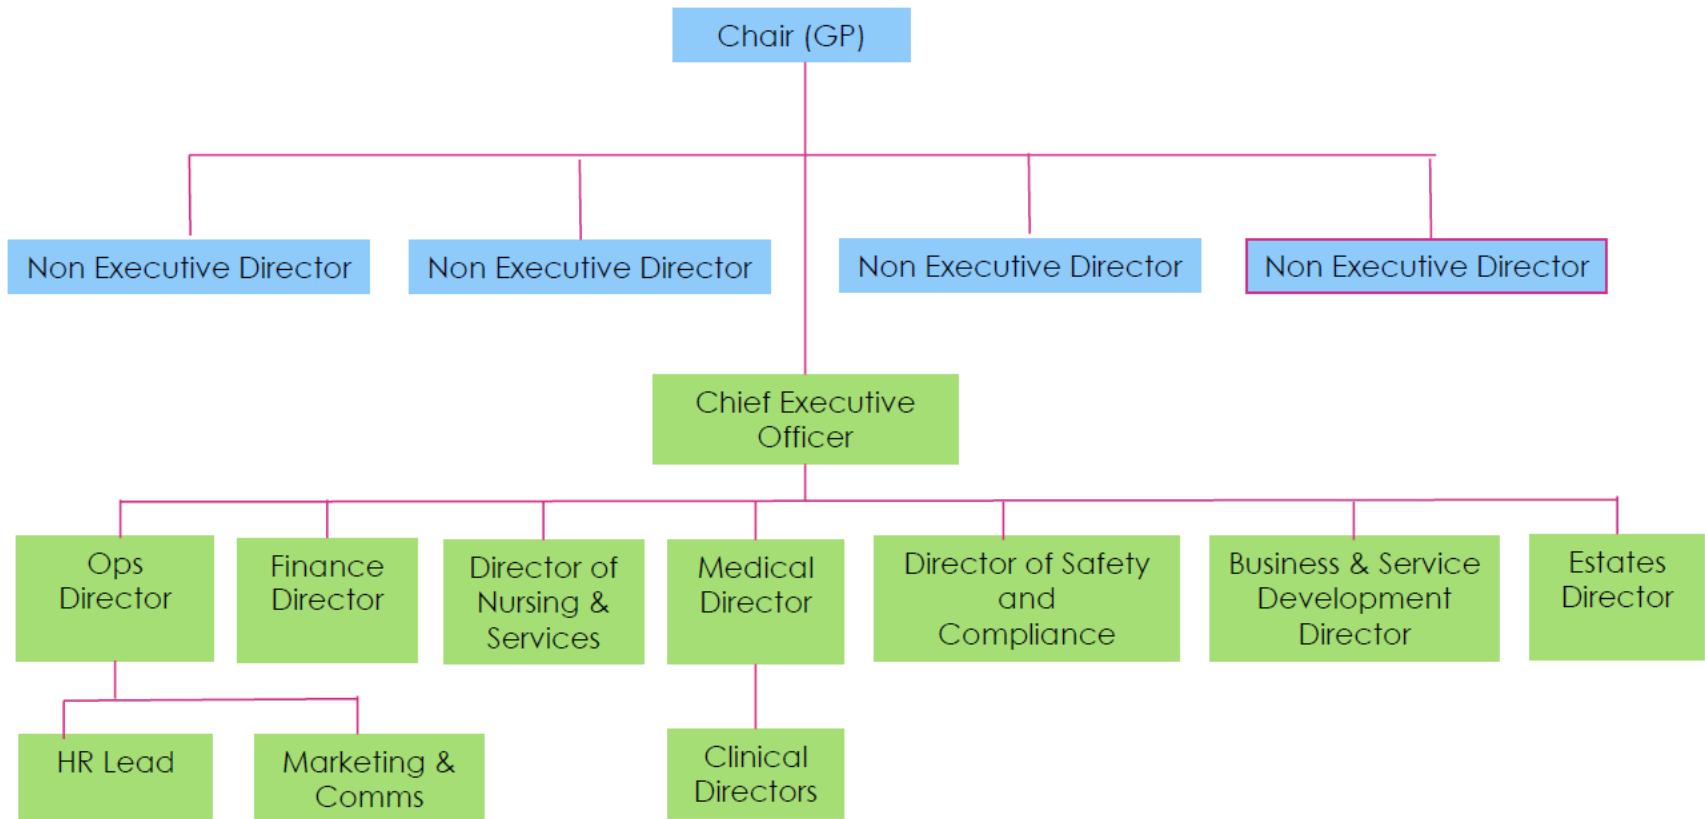 Chair (GP)
Non Executive Director
Non Executive Director
Non Executive Director
Non Executive Director
Chief Executive
Officer
Ops
Director
Finance
Director
Director of
Nursing &
Services
Medical
Director
Director of Safety
and
Compliance
Business & Service
Development
Director
Estates
Director
HR Lead
Marketing &
Comms
Clinical
Directors